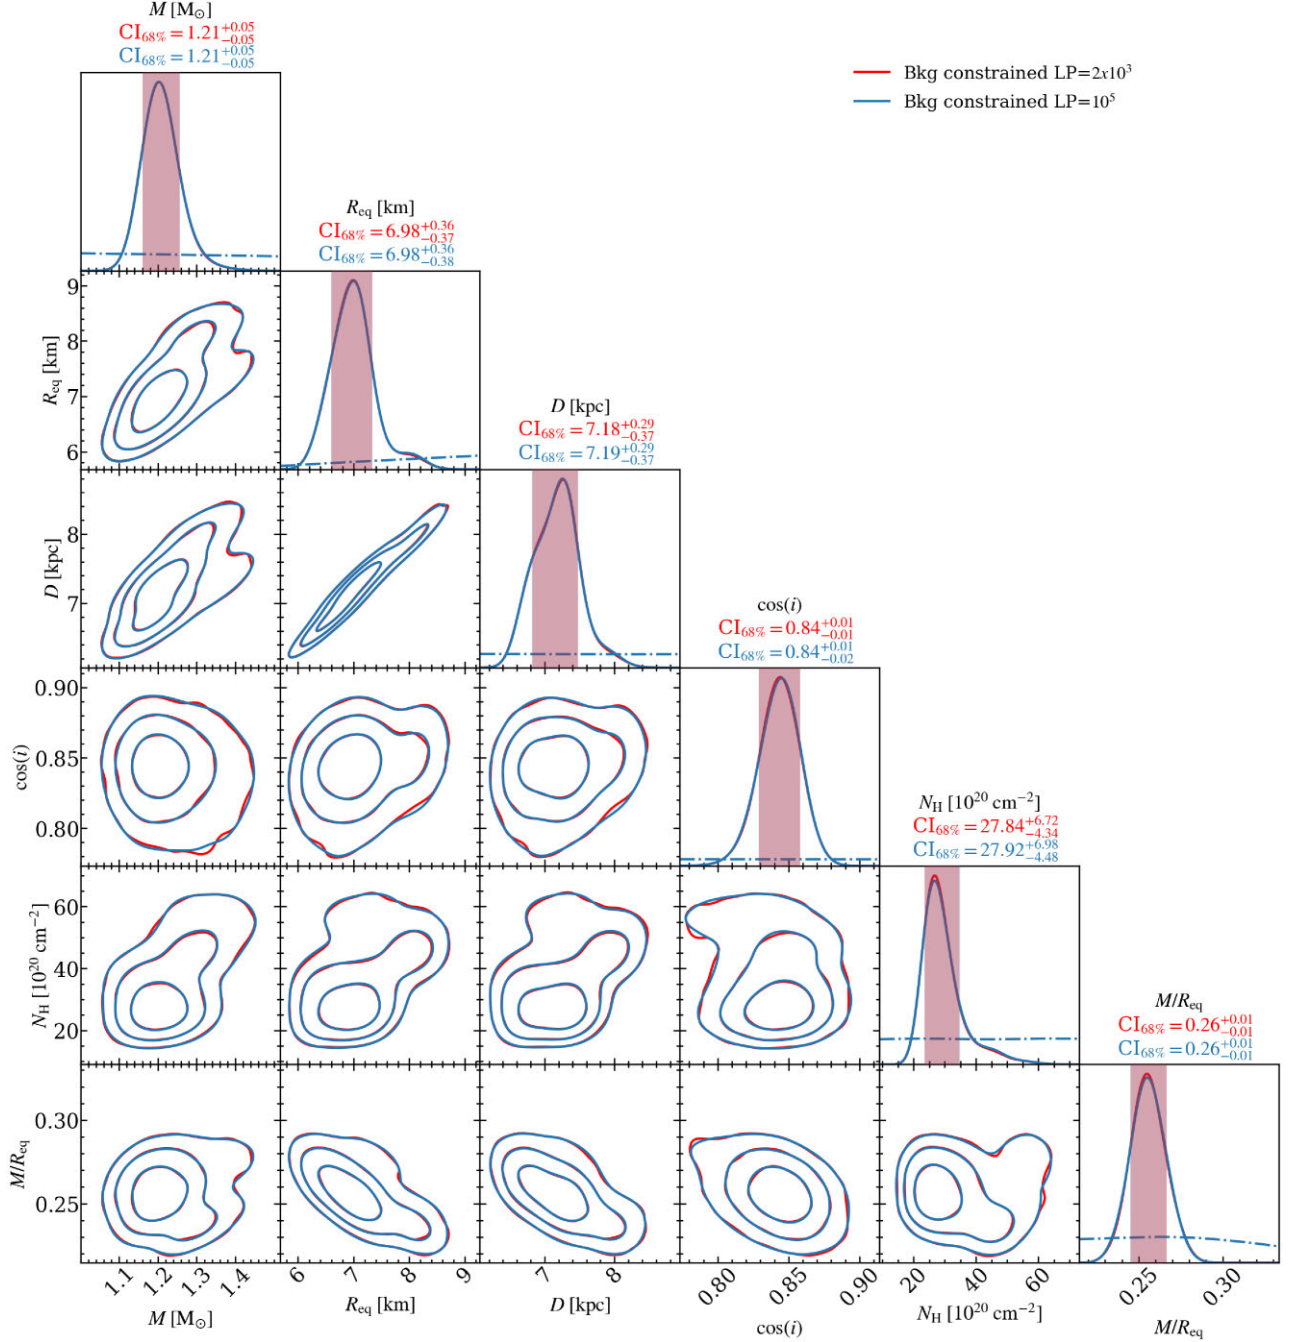 M [M⊙]
CI68% = 1.21+0.05−0.05
CI68% = 1.21+0.05−0.05
Bkg constrained LP=2x10³
Bkg constrained LP=10⁵
Req [km]
CI68% = 6.98+0.36−0.37
CI68% = 6.98+0.36−0.38
9
8
7
6
Req [km]
D [kpc]
CI68% = 7.18+0.29−0.37
CI68% = 7.19+0.29−0.37
8
7
D [kpc]
cos(i)
CI68% = 0.84+0.01−0.01
CI68% = 0.84+0.01−0.02
0.90
0.85
0.80
cos(i)
NH [10²⁰ cm⁻²]
CI68% = 27.84+6.72−4.34
CI68% = 27.92+6.98−4.48
60
40
20
NH [10²⁰ cm⁻²]
M/Req
CI68% = 0.26+0.01−0.01
CI68% = 0.26+0.01−0.01
0.30
0.25
M/Req
1.1 1.2 1.3 1.4 6 7 8 9 7 8 0.80 0.85 0.90 20 40 60 0.25 0.30
M [M⊙] Req [km] D [kpc] cos(i) NH [10²⁰ cm⁻²] M/Req